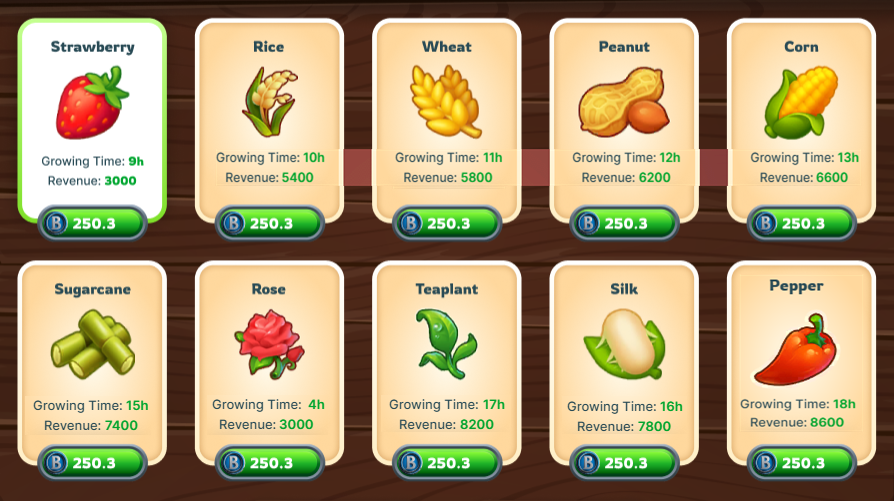 Strawberry
Growing Time: 9h
Revenue: 3000
B 250.3
Rice
Growing Time: 10h
Revenue: 5400
B 250.3
Wheat
Growing Time: 11h
Revenue: 5800
B 250.3
Peanut
Growing Time: 12h
Revenue: 6200
B 250.3
Corn
Growing Time: 13h
Revenue: 6600
B 250.3
Sugarcane
Growing Time: 15h
Revenue: 7400
B 250.3
Rose
Growing Time: 4h
Revenue: 3000
B 250.3
Teaplant
Growing Time: 17h
Revenue: 8200
B 250.3
Silk
Growing Time: 16h
Revenue: 7800
B 250.3
Pepper
Growing Time: 18h
Revenue: 8600
B 250.3